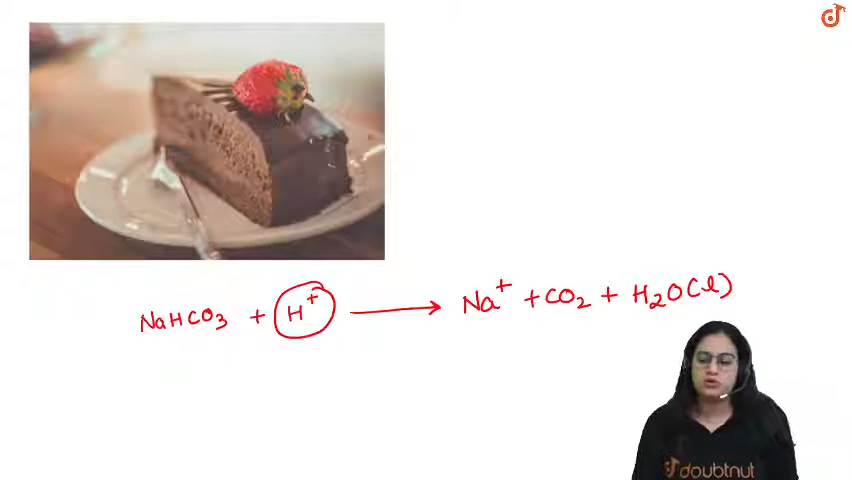 NaHCO3 + H+ → Na+ + CO2 + H2O(l)
doubtnut